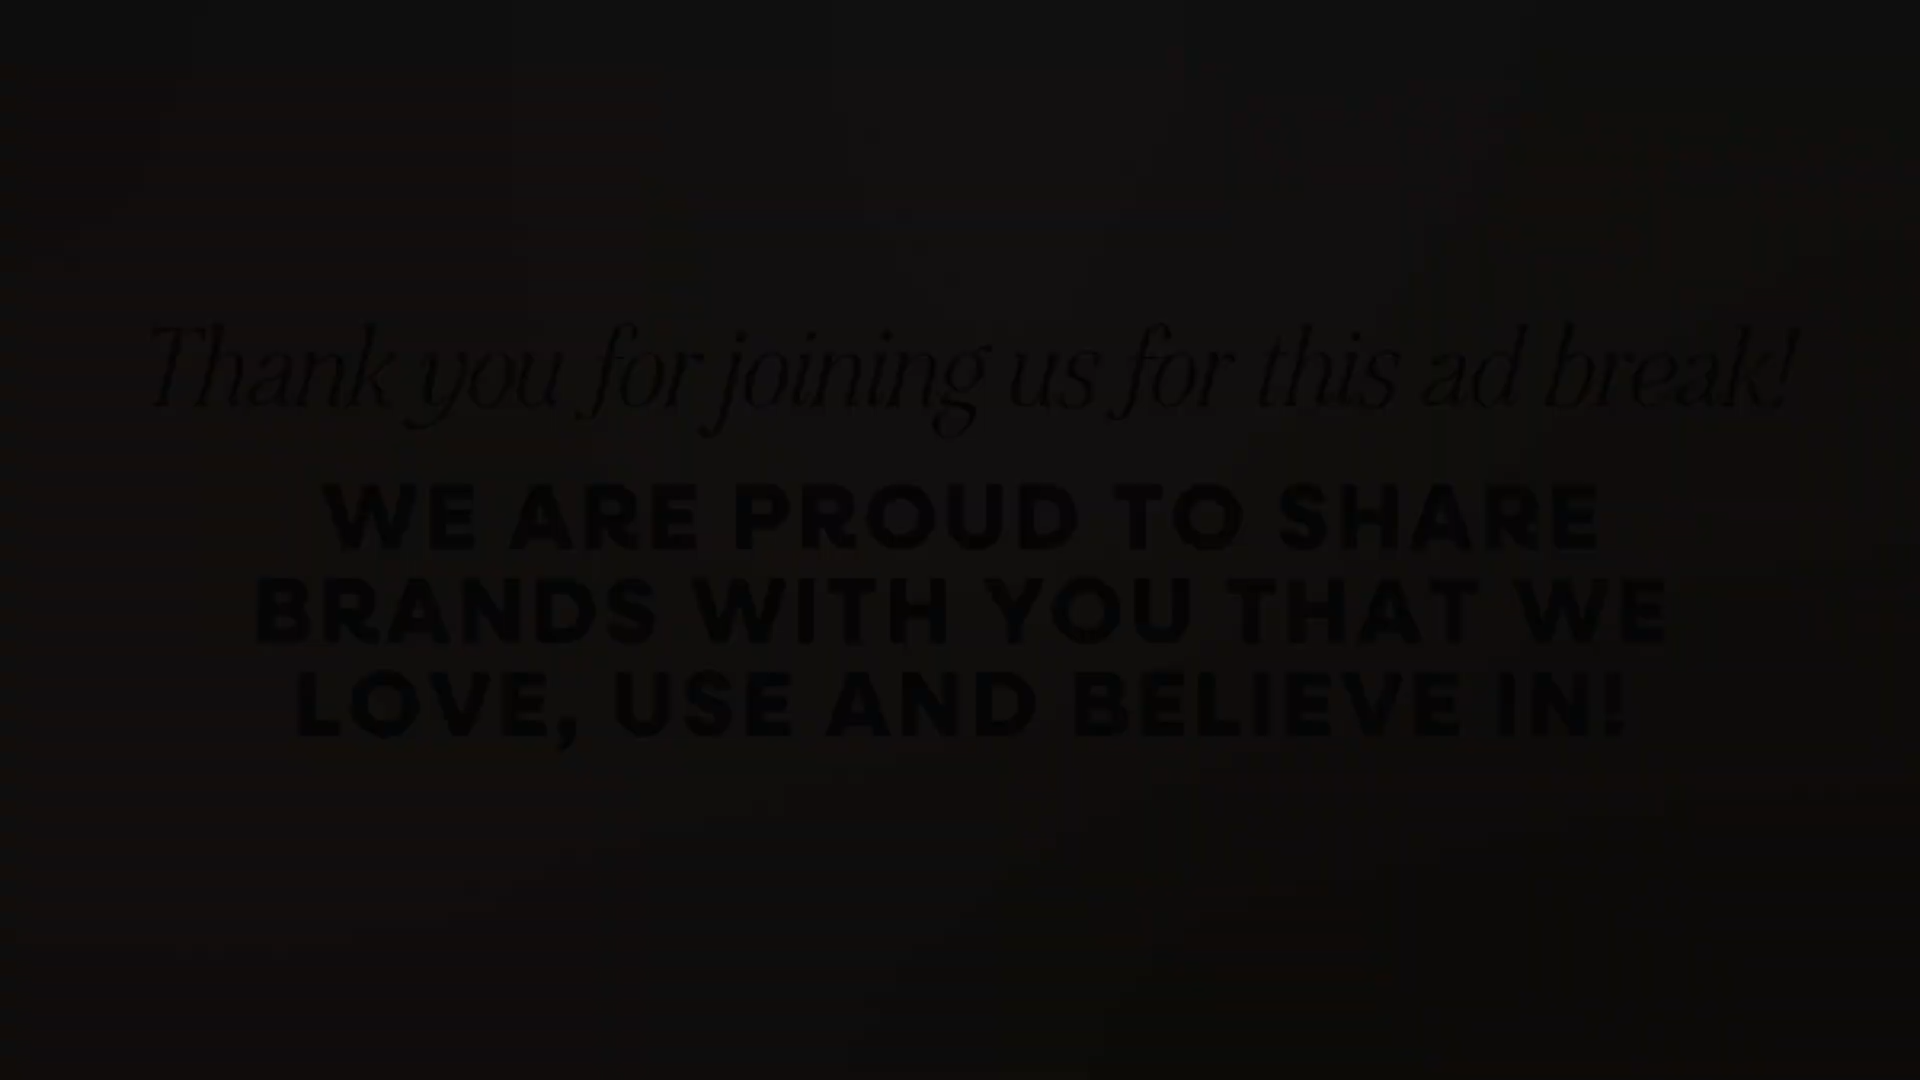 Thank you for joining us for this ad break!
WE ARE PROUD TO SHARE
BRANDS WITH YOU THAT WE
LOVE, USE AND BELIEVE IN!